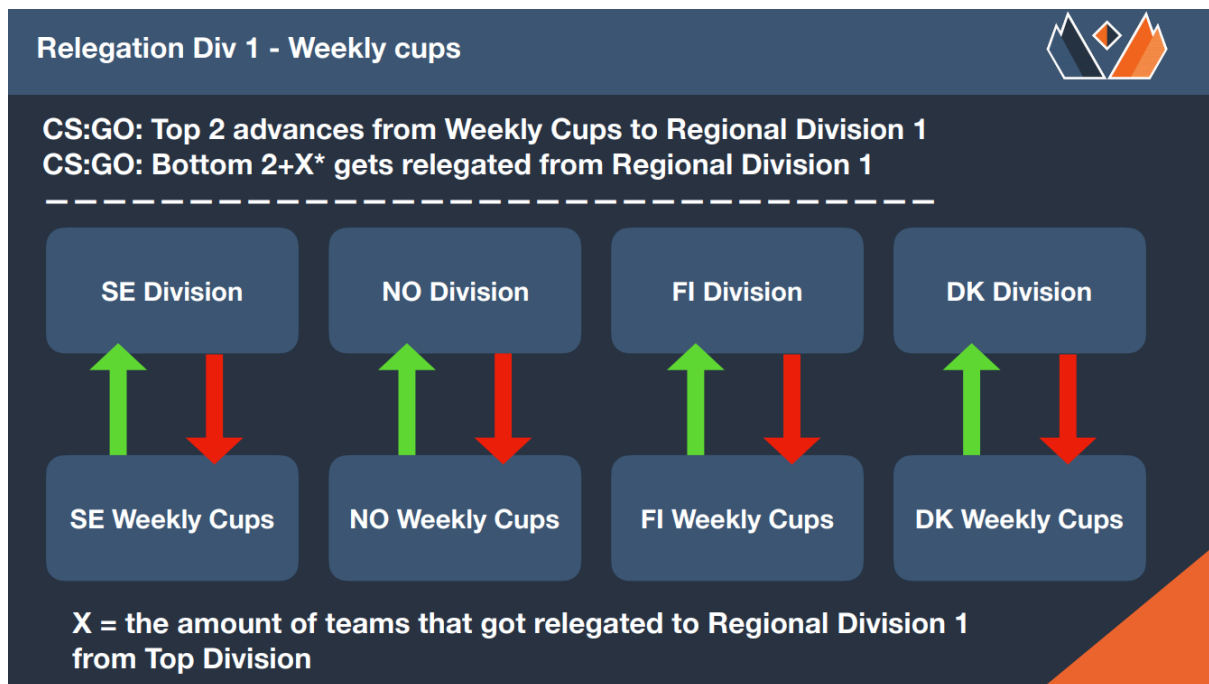 Relegation Div 1 - Weekly cups
CS:GO: Top 2 advances from Weekly Cups to Regional Division 1
CS:GO: Bottom 2+X* gets relegated from Regional Division 1
SE Division
NO Division
FI Division
DK Division
SE Weekly Cups
NO Weekly Cups
FI Weekly Cups
DK Weekly Cups
X = the amount of teams that got relegated to Regional Division 1
from Top Division